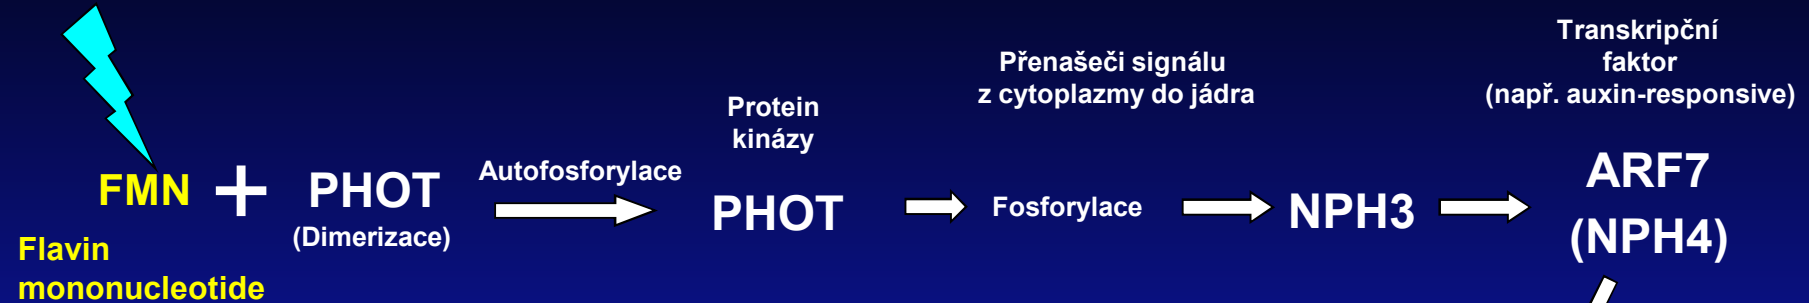 Transkripční
faktor
(např. auxin-responsive)
Přenašeči signálu
z cytoplazmy do jádra
Protein
kinázy
FMN + PHOT
(Dimerizace)
Autofosforylace
PHOT
Fosforylace
NPH3
ARF7
(NPH4)
Flavin
mononucleotide